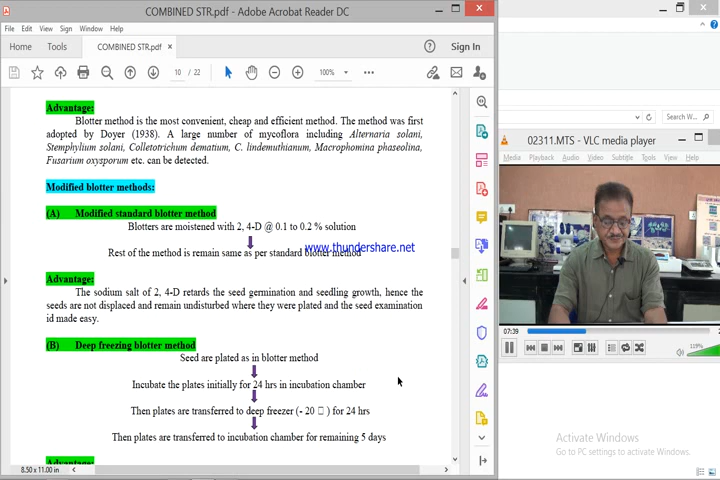 COMBINED STR.pdf - Adobe Acrobat Reader DC
File Edit View Sign Window Help
Home Tools COMBINED STR.pdf × Sign In
10 / 22 100%
Advantage:
Blotter method is the most convenient, cheap and efficient method. The method was first
adopted by Doyer (1938). A large number of mycoflora including Alternaria solani,
Stemphylium solani, Colletotrichum dematium, C. lindemuthianum, Macrophomina phaseolina,
Fusarium oxysporum etc. can be detected.
Modified blotter methods:
(A) Modified standard blotter method
Blotters are moistened with 2, 4-D @ 0.1 to 0.2 % solution
www.thundershare.net
Rest of the method is remain same as per standard blotter method
Advantage:
The sodium salt of 2, 4-D retards the seed germination and seedling growth, hence the
seeds are not displaced and remain undisturbed where they were plated and the seed examination
id made easy.
(B) Deep freezing blotter method
Seed are plated as in blotter method
Incubate the plates initially for 24 hrs in incubation chamber
Then plates are transferred to deep freezer (- 20 □ ) for 24 hrs
Then plates are transferred to incubation chamber for remaining 5 days
Advantage:
8.50 x 11.00 in
Search W...
02311.MTS - VLC media player
Media Playback Audio Video Subtitle Tools View Help
07:39
119%
Activate Windows
Go to PC settings to activate Windows.